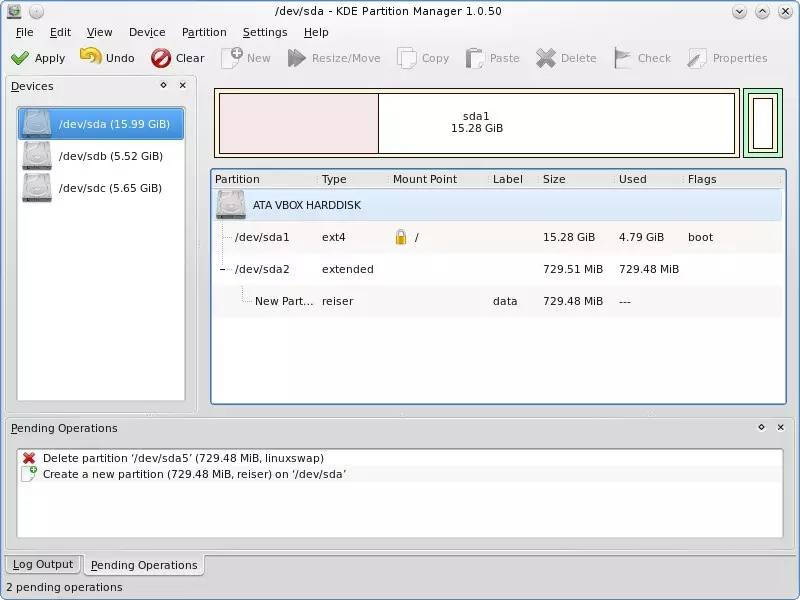 /dev/sda - KDE Partition Manager 1.0.50
File Edit View Device Partition Settings Help
Apply Undo Clear New Resize/Move Copy Paste Delete Check Properties
Devices
/dev/sda (15.99 GiB)
/dev/sdb (5.52 GiB)
/dev/sdc (5.65 GiB)
sda1
15.28 GiB
Partition Type Mount Point Label Size Used Flags
ATA VBOX HARDDISK
/dev/sda1 ext4 / 15.28 GiB 4.79 GiB boot
/dev/sda2 extended 729.51 MiB 729.48 MiB
New Part... reiser data 729.48 MiB ---
Pending Operations
Delete partition ‘/dev/sda5’ (729.48 MiB, linuxswap)
Create a new partition (729.48 MiB, reiser) on ‘/dev/sda’
Log Output Pending Operations
2 pending operations